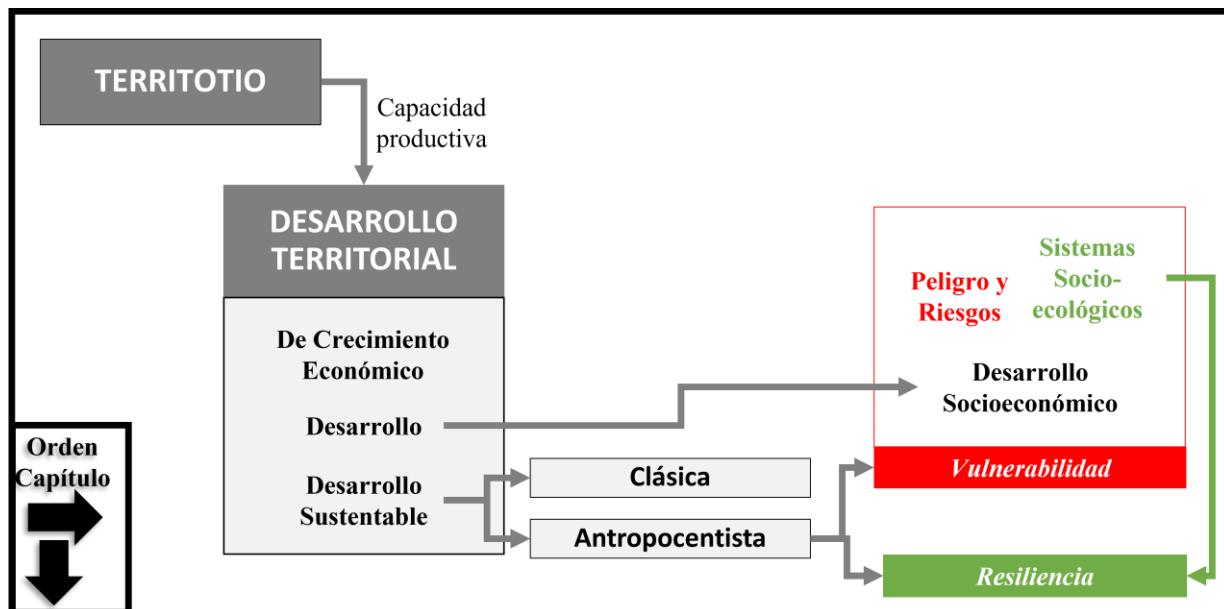 TERRITOTIO
Capacidad
productiva
DESARROLLO
TERRITORIAL
De Crecimiento
Económico
Desarrollo
Desarrollo
Sustentable
Clásica
Antropocentista
Peligro y
Riesgos
Sistemas
Socio-
ecológicos
Desarrollo
Socioeconómico
Vulnerabilidad
Resiliencia
Orden
Capítulo